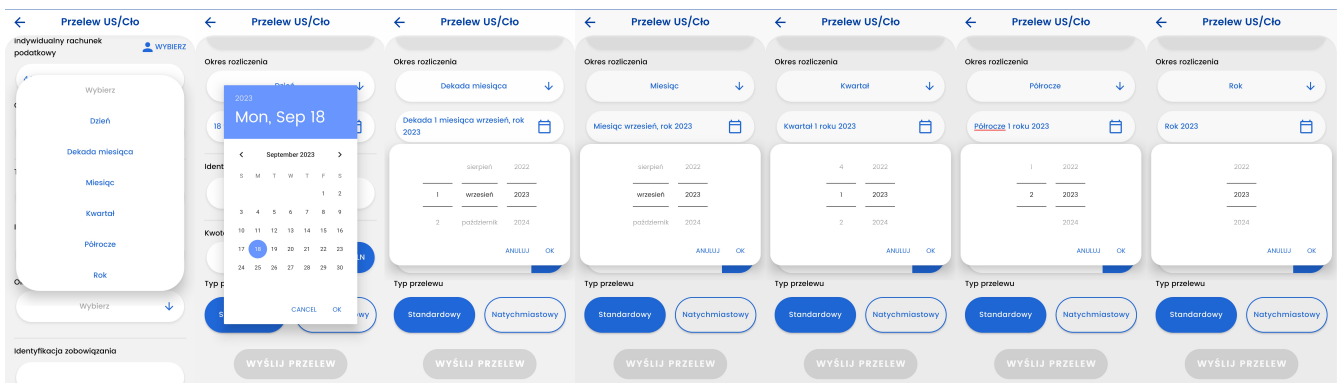 Przelew US/Cło
indywidualny rachunek
podatkowy
WYBIERZ
Wybierz
Dzień
Dekada miesiąca
Miesiąc
Kwartał
Półrocze
Rok
Wybierz
Identyfikacja zobowiązania
Przelew US/Cło
Okres rozliczenia
18
2023
Mon, Sep 18
September 2023
S M T W T F S
1 2
3 4 5 6 7 8 9
10 11 12 13 14 15 16
17 18 19 20 21 22 23
24 25 26 27 28 29 30
CANCEL OK
Ident
Kwot
LN
Typ p
WYŚLIJ PRZELEW
Przelew US/Cło
Okres rozliczenia
Dekada miesiąca
Dekada 1 miesiąca wrzesień, rok
2023
sierpień 2022
1 wrzesień 2023
2 październik 2024
ANULUJ OK
Typ przelewu
Standardowy Natychmiastowy
WYŚLIJ PRZELEW
Przelew US/Cło
Okres rozliczenia
Miesiąc
Miesiąc wrzesień, rok 2023
sierpień 2022
wrzesień 2023
październik 2024
ANULUJ OK
Typ przelewu
Standardowy Natychmiastowy
WYŚLIJ PRZELEW
Przelew US/Cło
Okres rozliczenia
Kwartał
Kwartał 1 roku 2023
4 2022
1 2023
2 2024
ANULUJ OK
Typ przelewu
Standardowy Natychmiastowy
WYŚLIJ PRZELEW
Przelew US/Cło
Okres rozliczenia
Półrocze
Półrocze 1 roku 2023
1 2022
2 2023
2024
ANULUJ OK
Typ przelewu
Standardowy Natychmiastowy
WYŚLIJ PRZELEW
Przelew US/Cło
Okres rozliczenia
Rok
Rok 2023
2022
2023
2024
ANULUJ OK
Typ przelewu
Standardowy Natychmiastowy
WYŚLIJ PRZELEW